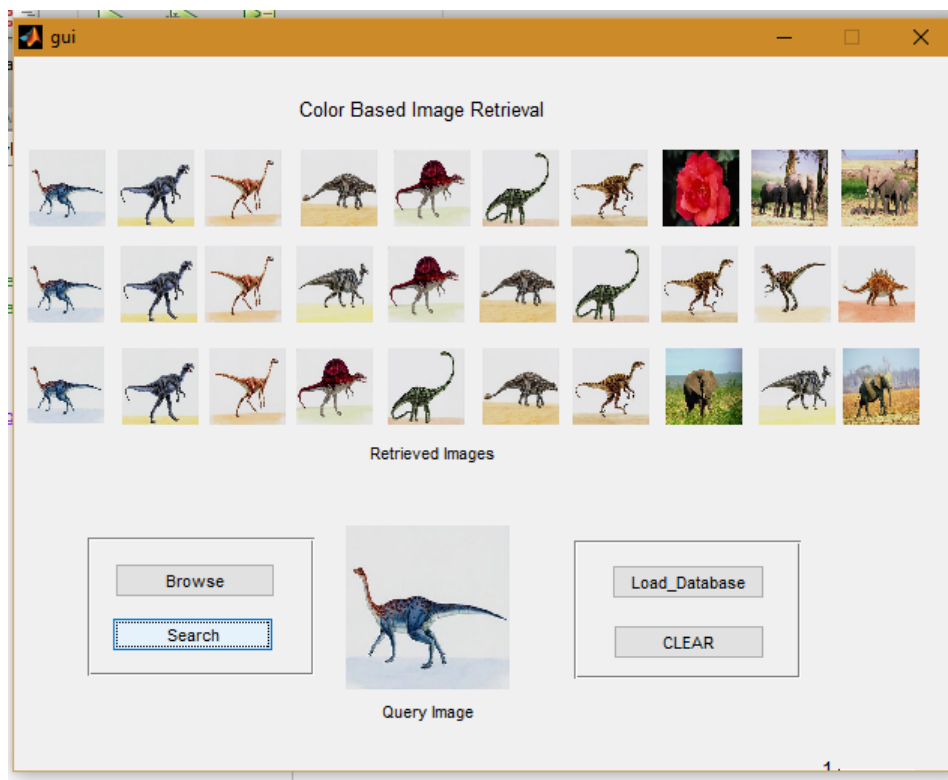 gui
Color Based Image Retrieval
Retrieved Images
Browse
Load_Database
Search
CLEAR
Query Image